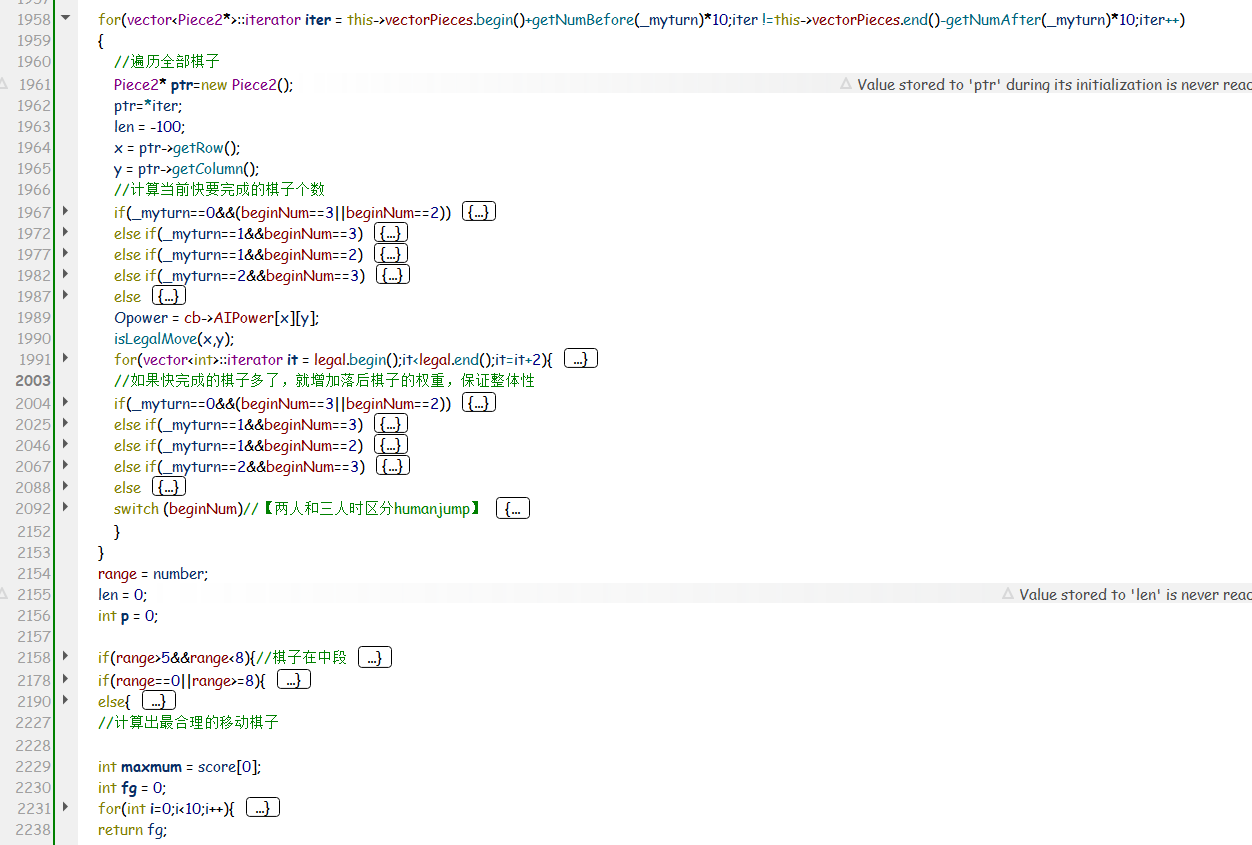 1957
1958 for(vector<Piece2*>::iterator iter = this->vectorPieces.begin()+getNumBefore(_myturn)*10;iter !=this->vectorPieces.end()-getNumAfter(_myturn)*10;iter++)
1959 {
1960 //遍历全部棋子
1961 Piece2* ptr=new Piece2(); Value stored to 'ptr' during its initialization is never reac
1962 ptr=*iter;
1963 len = -100;
1964 x = ptr->getRow();
1965 y = ptr->getColumn();
1966 //计算当前快要完成的棋子个数
1967 if(_myturn==0&&(beginNum==3||beginNum==2)) {...}
1972 else if(_myturn==1&&beginNum==3) {...}
1977 else if(_myturn==1&&beginNum==2) {...}
1982 else if(_myturn==2&&beginNum==3) {...}
1987 else {...}
1989 Opower = cb->AIPower[x][y];
1990 isLegalMove(x,y);
1991 for(vector<int>::iterator it = legal.begin();it<legal.end();it=it+2){ ...}
2003 //如果快完成的棋子多了，就增加落后棋子的权重，保证整体性
2004 if(_myturn==0&&(beginNum==3||beginNum==2)) {...}
2025 else if(_myturn==1&&beginNum==3) {...}
2046 else if(_myturn==1&&beginNum==2) {...}
2067 else if(_myturn==2&&beginNum==3) {...}
2088 else {...}
2092 switch (beginNum)//【两人和三人时区分humanjump】 {...
2152 }
2153 }
2154 range = number;
2155 len = 0; Value stored to 'len' is never reac
2156 int p = 0;
2157
2158 if(range>5&&range<8){//棋子在中段 ...}
2178 if(range==0||range>=8){ ...}
2190 else{ ...}
2227 //计算出最合理的移动棋子
2228
2229 int maxmum = score[0];
2230 int fg = 0;
2231 for(int i=0;i<10;i++){ ...}
2238 return fg;